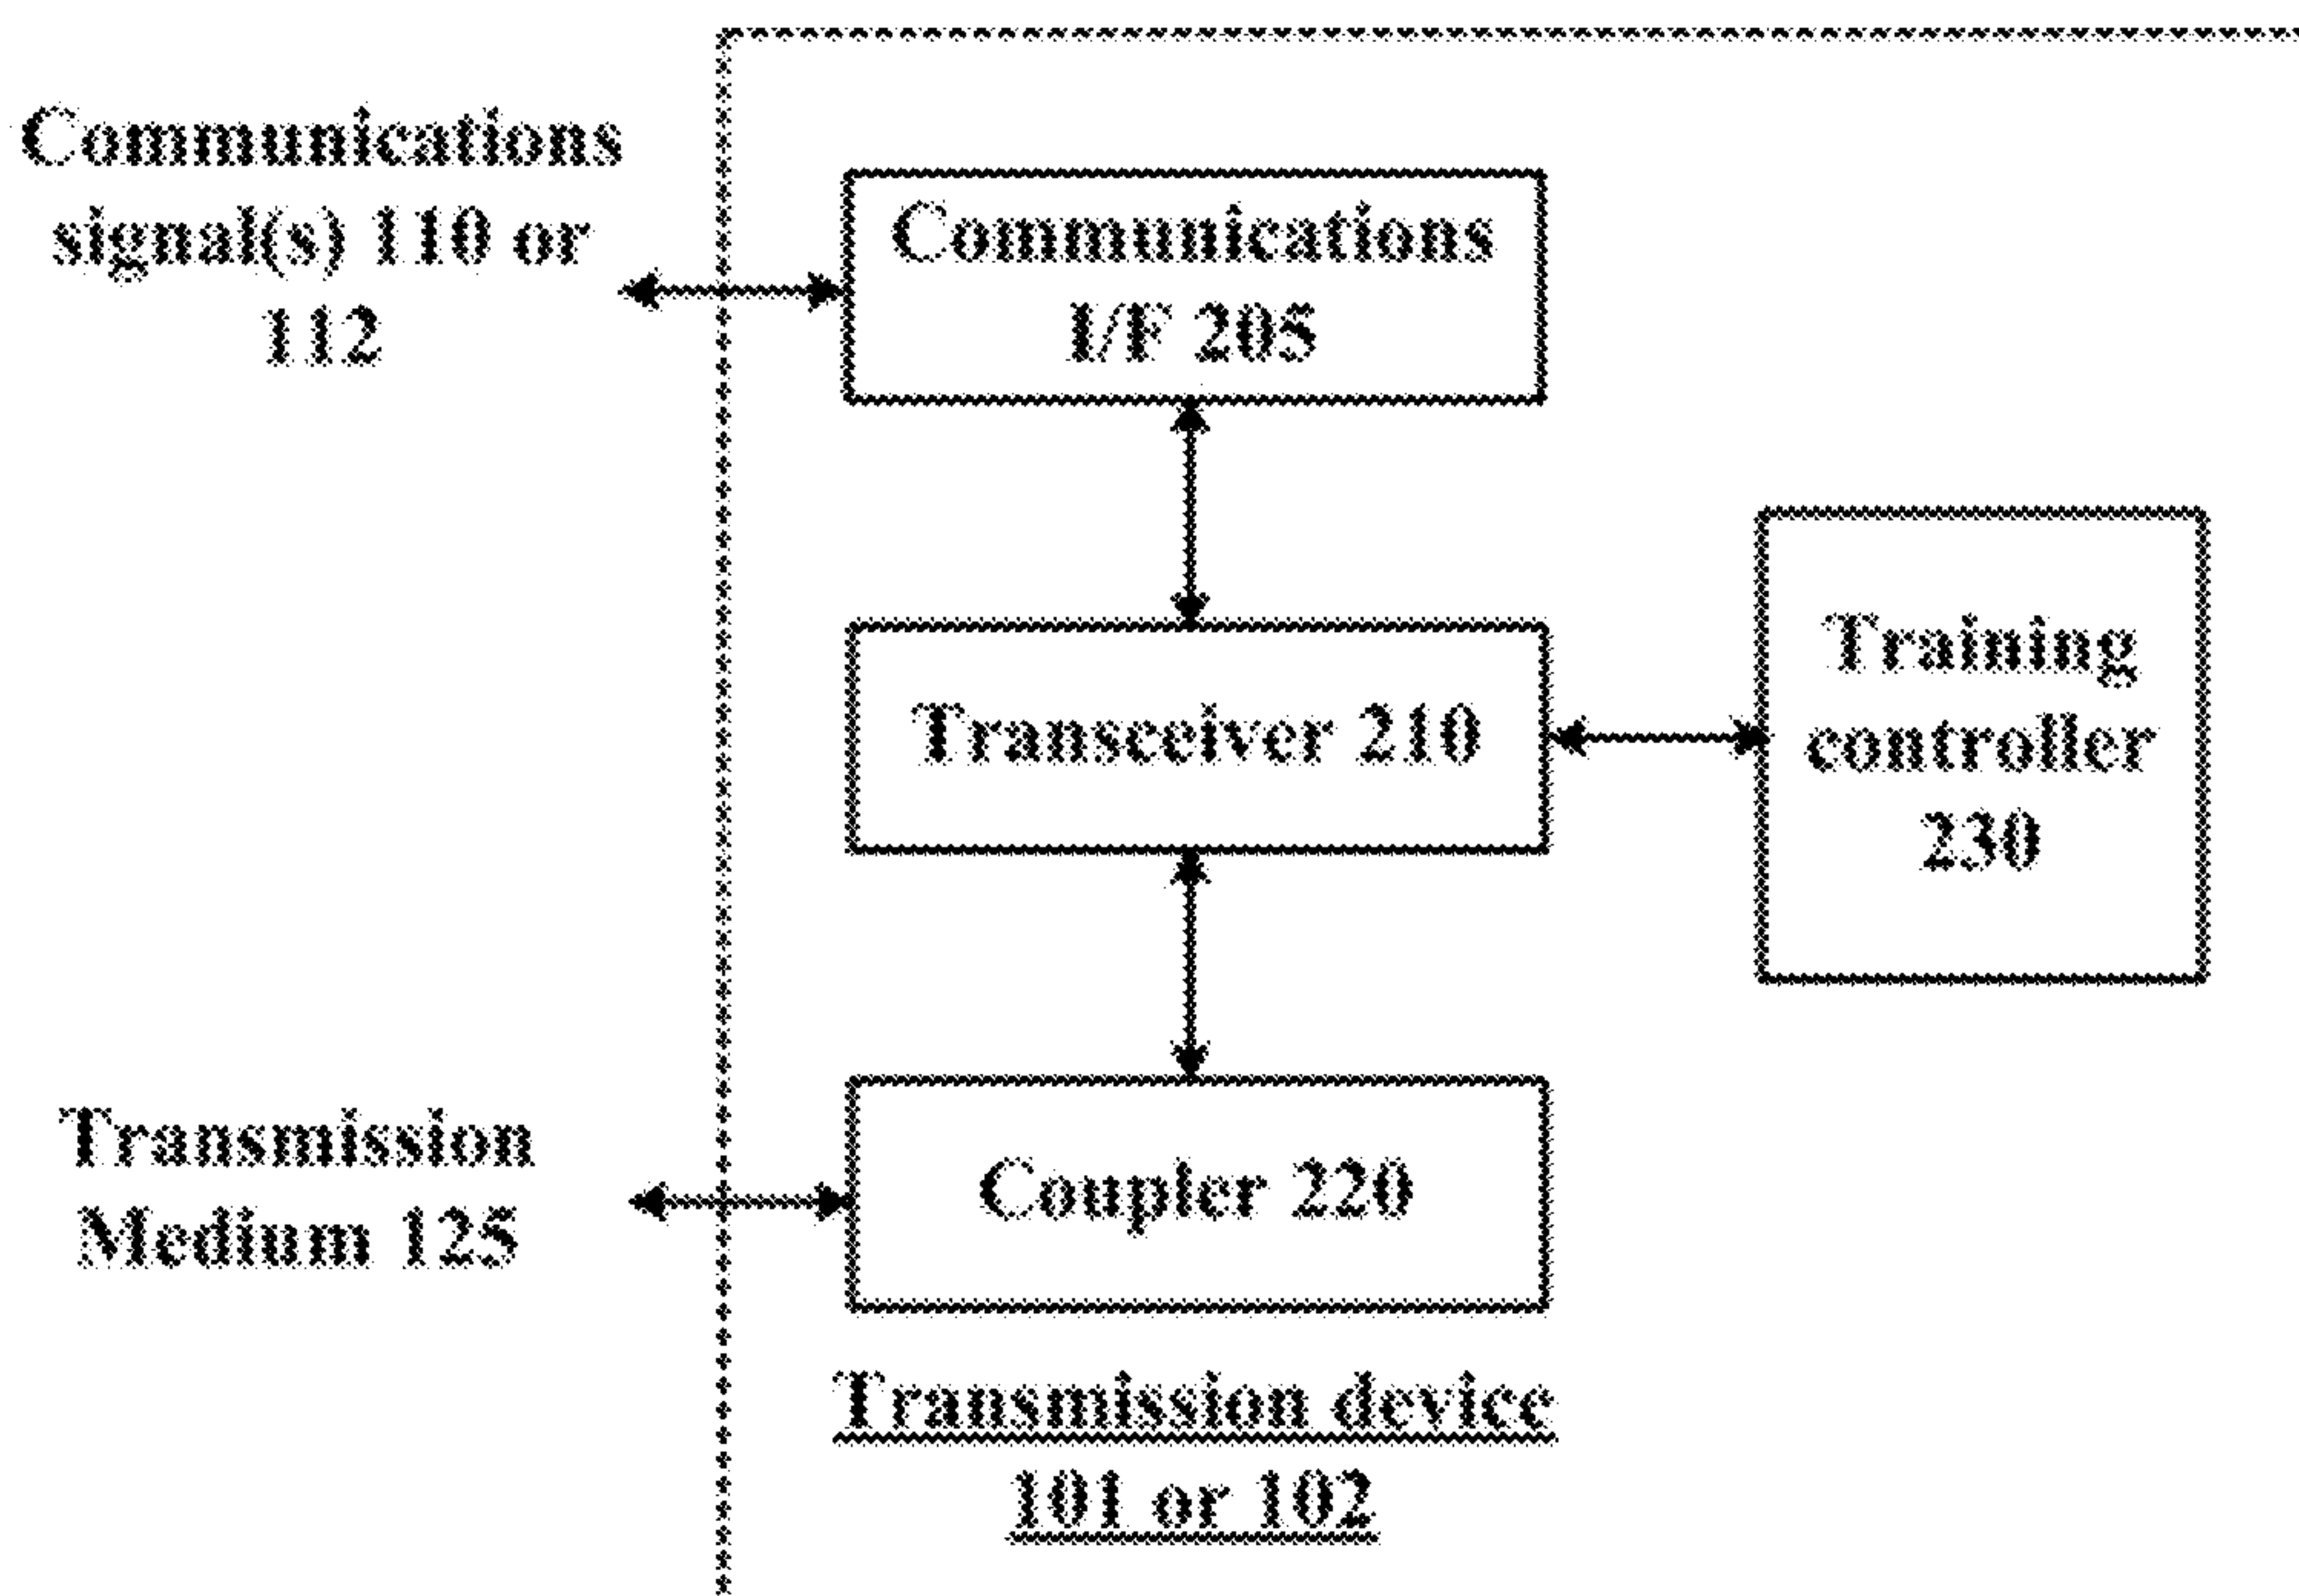 Communications
signal(s) 110 or
112
Communications
I/F 205
Transceiver 210
Training
controller
230
Transmission
Medium 125
Coupler 220
Transmission device
101 or 102